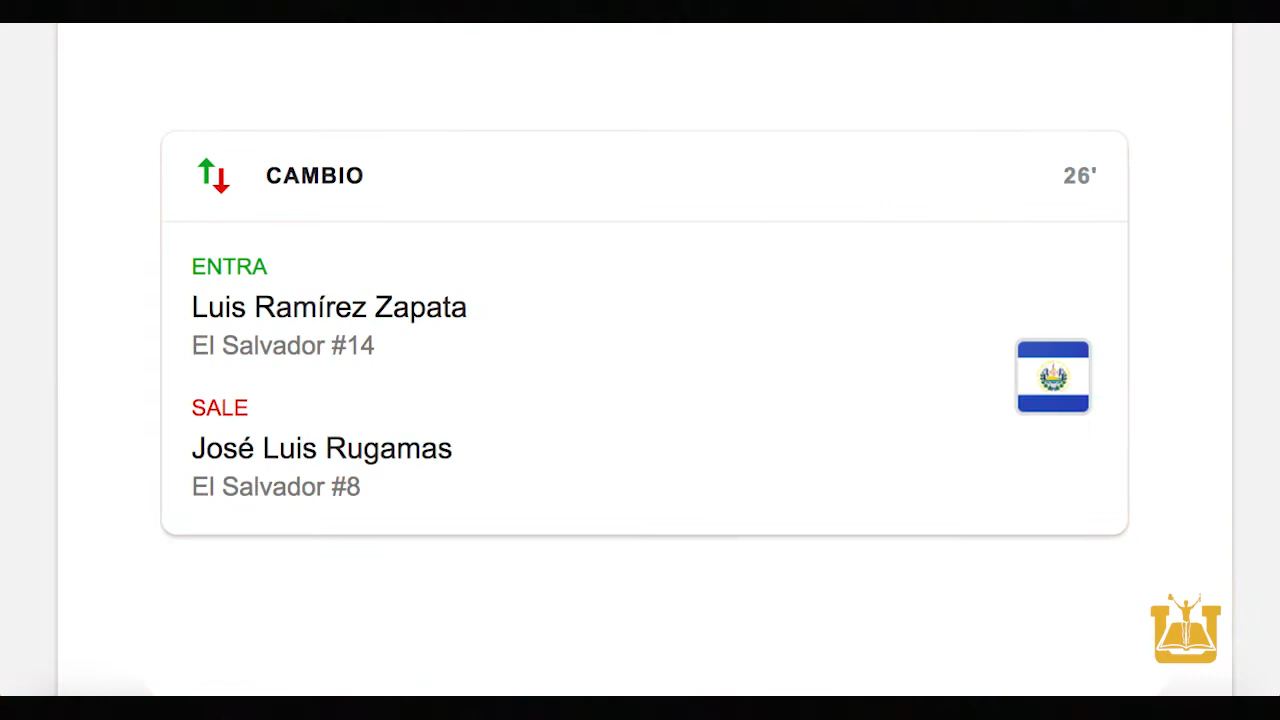 CAMBIO 26'
ENTRA
Luis Ramírez Zapata
El Salvador #14
SALE
José Luis Rugamas
El Salvador #8